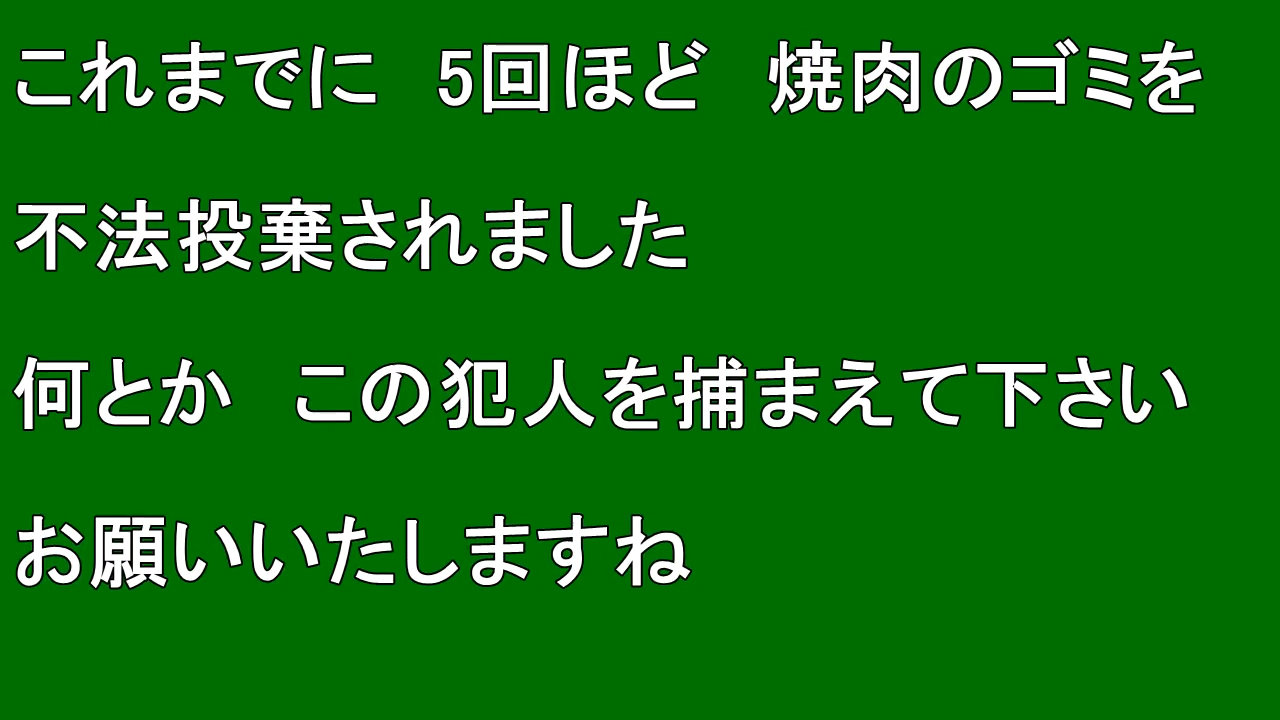 これまでに　5回ほど　焼肉のゴミを
不法投棄されました
何とか　この犯人を捕まえて下さい
お願いいたしますね